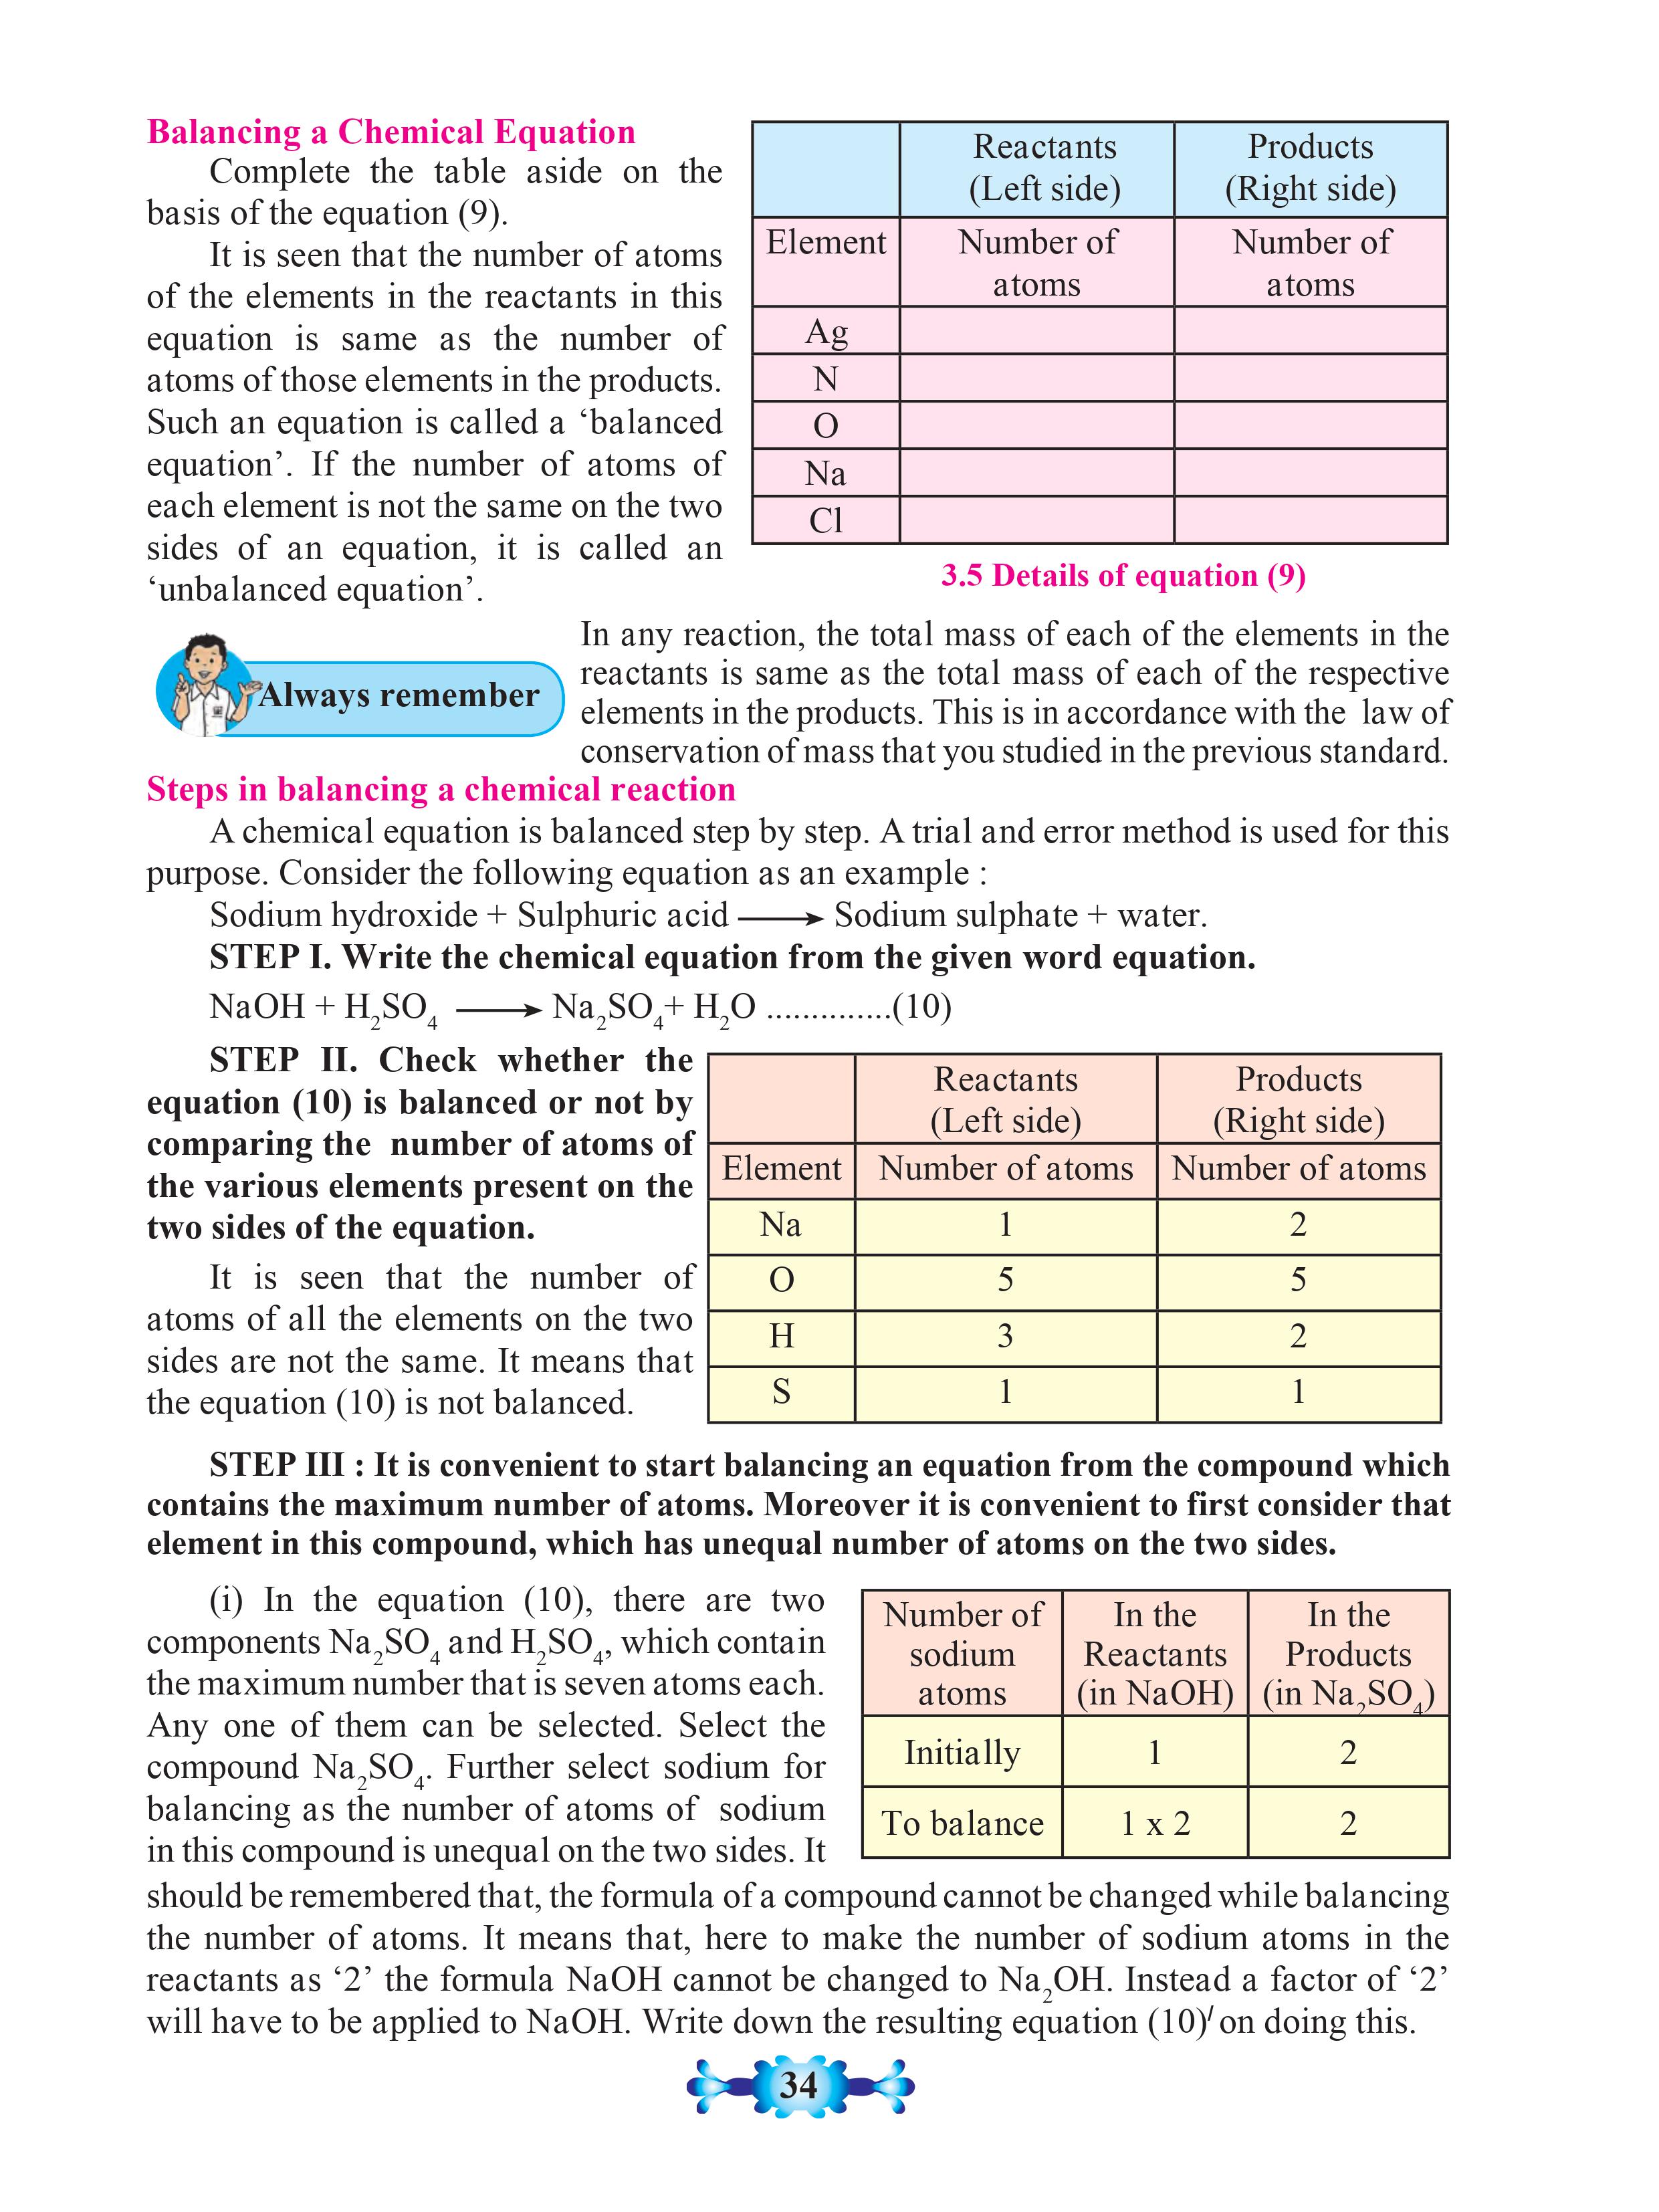 Balancing a Chemical Equation
Complete the table aside on the
basis of the equation (9).
It is seen that the number of atoms
of the elements in the reactants in this
equation is same as the number of
atoms of those elements in the products.
Such an equation is called a ‘balanced
equation’. If the number of atoms of
each element is not the same on the two
sides of an equation, it is called an
‘unbalanced equation’.
Reactants Products
(Left side) (Right side)
Element Number of Number of
atoms atoms
Ag
N
O
Na
Cl
3.5 Details of equation (9)
Always remember
In any reaction, the total mass of each of the elements in the
reactants is same as the total mass of each of the respective
elements in the products. This is in accordance with the law of
conservation of mass that you studied in the previous standard.
Steps in balancing a chemical reaction
A chemical equation is balanced step by step. A trial and error method is used for this
purpose. Consider the following equation as an example :
Sodium hydroxide + Sulphuric acid ⟶ Sodium sulphate + water.
STEP I. Write the chemical equation from the given word equation.
NaOH + H₂SO₄ ⟶ Na₂SO₄+ H₂O ..............(10)
STEP II. Check whether the
equation (10) is balanced or not by
comparing the number of atoms of
the various elements present on the
two sides of the equation.
It is seen that the number of
atoms of all the elements on the two
sides are not the same. It means that
the equation (10) is not balanced.
Reactants Products
(Left side) (Right side)
Element Number of atoms Number of atoms
Na 1 2
O 5 5
H 3 2
S 1 1
STEP III : It is convenient to start balancing an equation from the compound which
contains the maximum number of atoms. Moreover it is convenient to first consider that
element in this compound, which has unequal number of atoms on the two sides.
(i) In the equation (10), there are two
components Na₂SO₄ and H₂SO₄, which contain
the maximum number that is seven atoms each.
Any one of them can be selected. Select the
compound Na₂SO₄. Further select sodium for
balancing as the number of atoms of sodium
in this compound is unequal on the two sides. It
Number of In the In the
sodium Reactants Products
atoms (in NaOH) (in Na₂SO₄)
Initially 1 2
To balance 1 x 2 2
should be remembered that, the formula of a compound cannot be changed while balancing
the number of atoms. It means that, here to make the number of sodium atoms in the
reactants as ‘2’ the formula NaOH cannot be changed to Na₂OH. Instead a factor of ‘2’
will have to be applied to NaOH. Write down the resulting equation (10)′ on doing this.
34